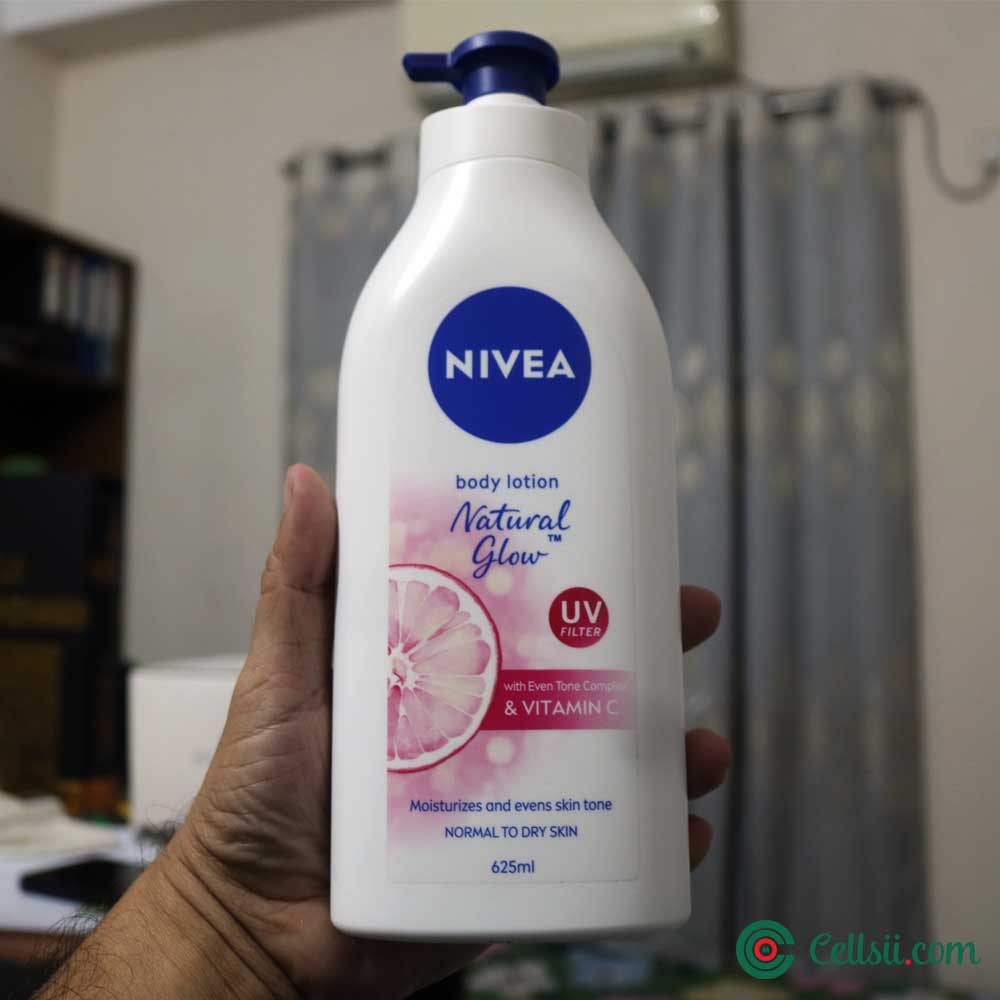 NIVEA
body lotion
Natural
Glow™
UV
FILTER
with Even Tone
& VITAMIN C
Moisturizes and evens skin tone
NORMAL TO DRY SKIN
625ml
Cellsii.com